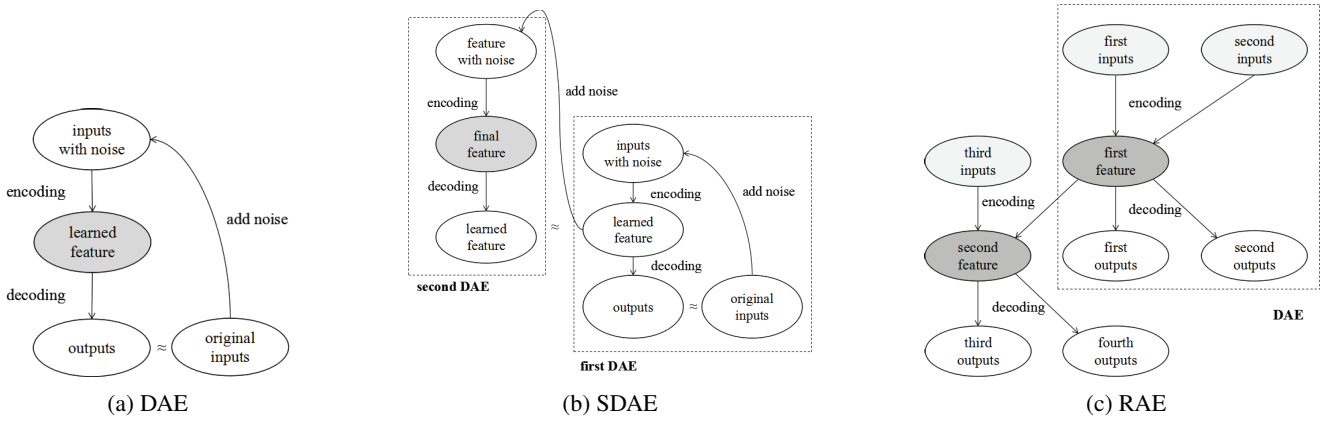 inputs
with noise
encoding
add noise
learned
feature
decoding
outputs
≈
original
inputs
(a) DAE
feature
with noise
encoding
add noise
final
feature
decoding
learned
feature
≈
second DAE
inputs
with noise
encoding
add noise
learned
feature
decoding
outputs
≈
original
inputs
first DAE
(b) SDAE
first
inputs
second
inputs
encoding
third
inputs
first
feature
encoding
decoding
second
feature
first
outputs
second
outputs
decoding
DAE
third
outputs
fourth
outputs
(c) RAE